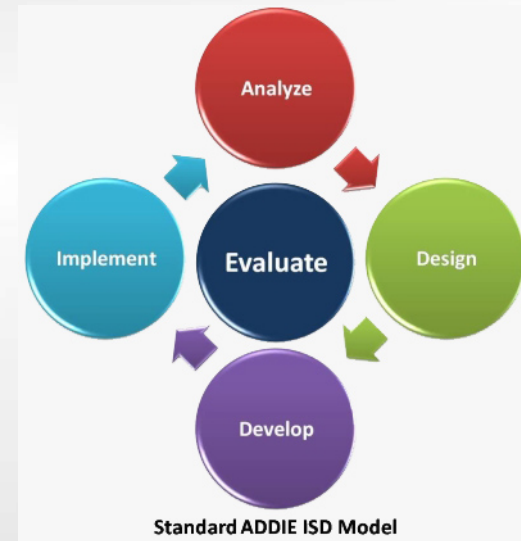 Analyze
Implement
Evaluate
Design
Develop
Standard ADDIE ISD Model